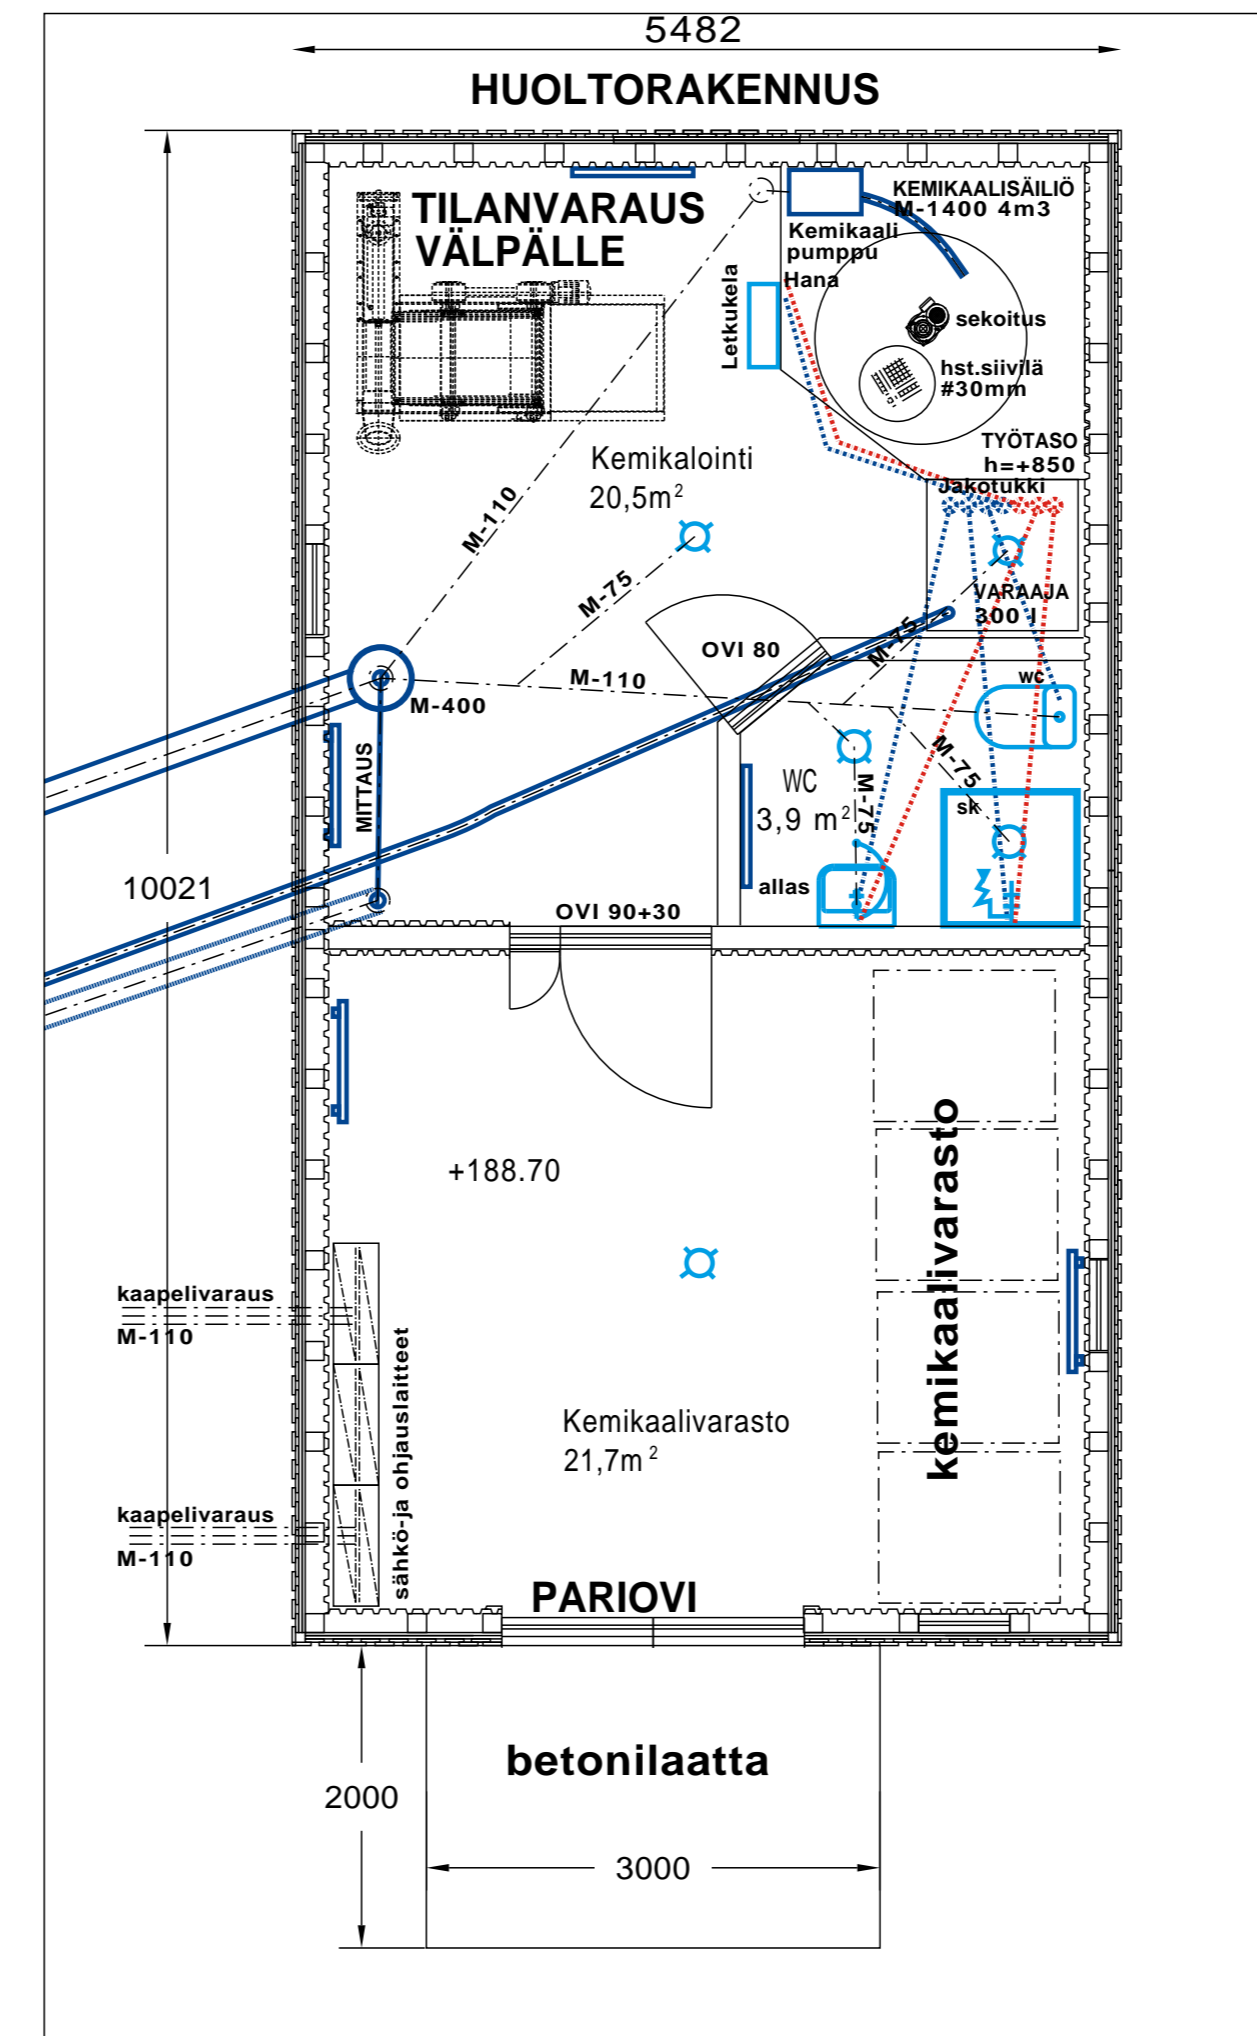 5482
HUOLTORAKENNUS
TILANVARAUS
VÄLPÄLLE
KEMIKAALISÄILIÖ
M-1400 4m3
Kemikaali
pumppu
Hana
Letkukela
sekoitus
hst.siivilä
#30mm
TYÖTASO
h=+850
Jakotukki
Kemikalointi
20,5m²
M-110
M-75
VARAAJA
300 l
M-75
OVI 80
M-110
WC
M-400
MITTAUS
M-75
WC
3,9 m²
M-75
sk
allas
10021
OVI 90+30
+188.70
kemikaalivarasto
kaapelivaraus
M-110
sähkö-ja ohjauslaitteet
Kemikaalivarasto
21,7m²
kaapelivaraus
M-110
PARIOVI
betonilaatta
2000
3000